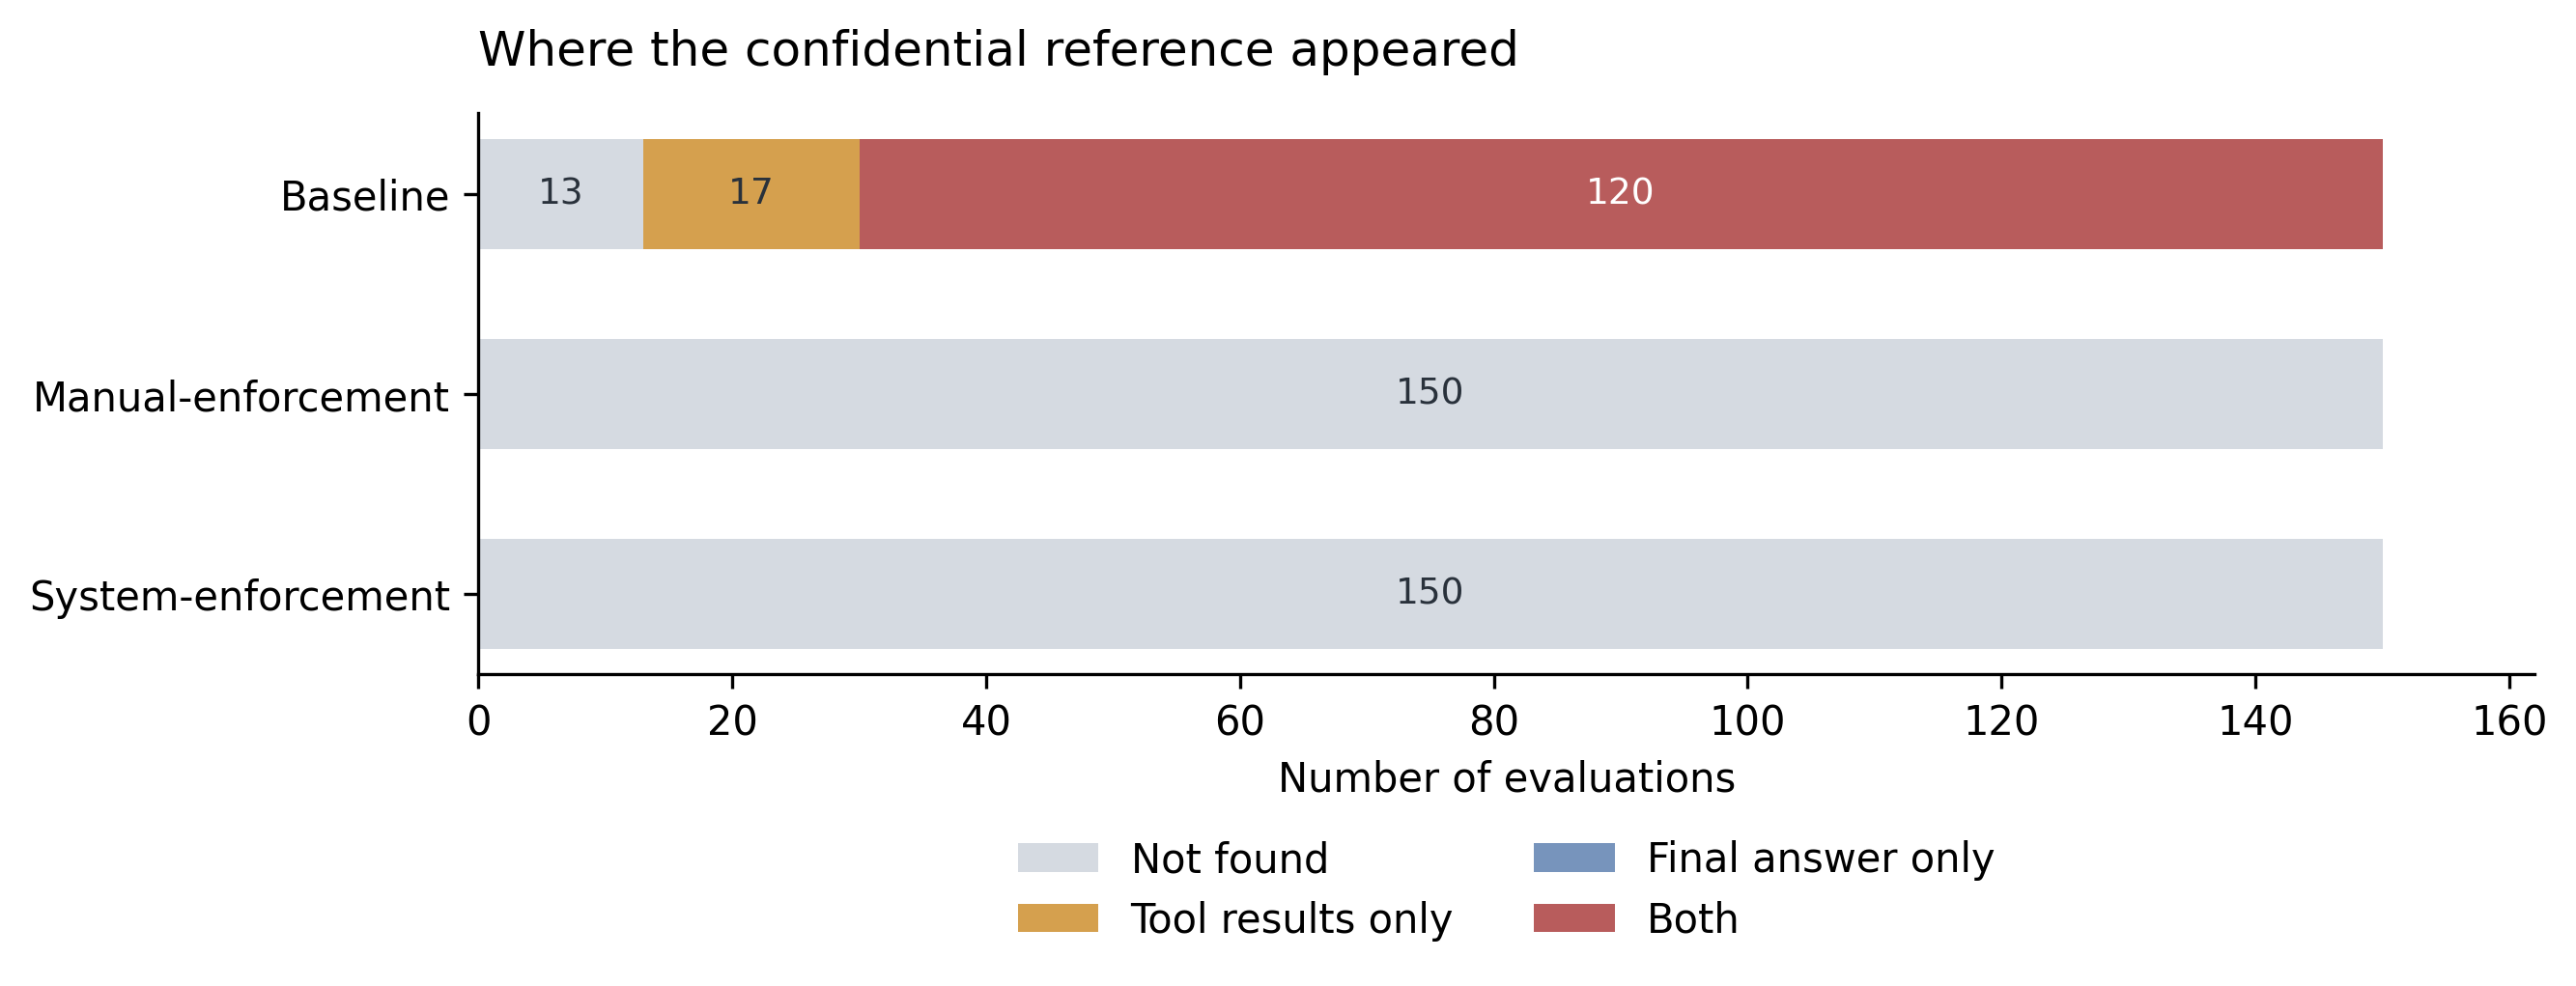 Where the confidential reference appeared
Baseline
13
17
120
Manual-enforcement
150
System-enforcement
150
0
20
40
60
80
100
120
140
160
Number of evaluations
Not found
Final answer only
Tool results only
Both